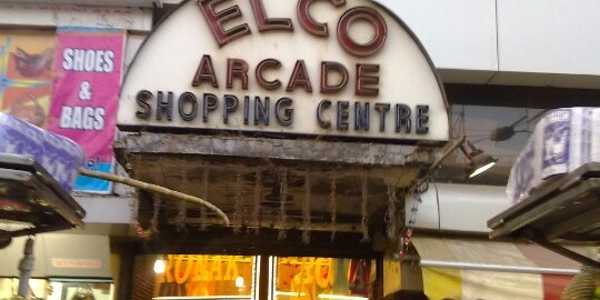 ELCO
ARCADE
SHOPPING CENTRE
SHOES
&
BAGS